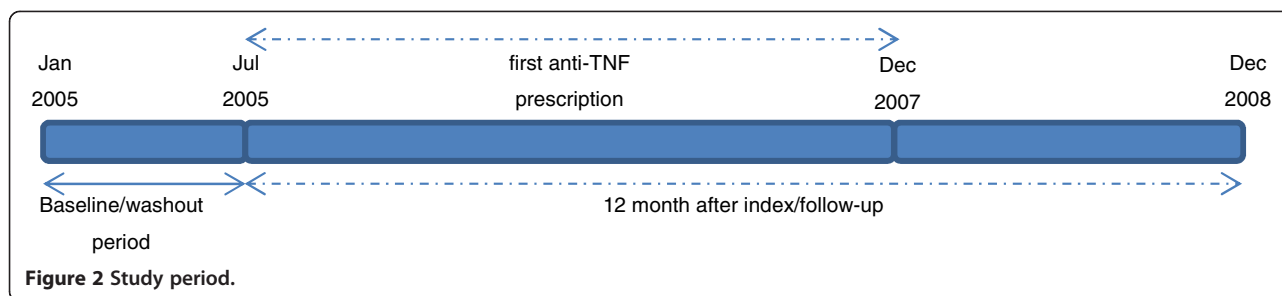 Jan
2005
Jul
2005
first anti-TNF
prescription
Dec
2007
Dec
2008
Baseline/washout
period
12 month after index/follow-up
Figure 2 Study period.